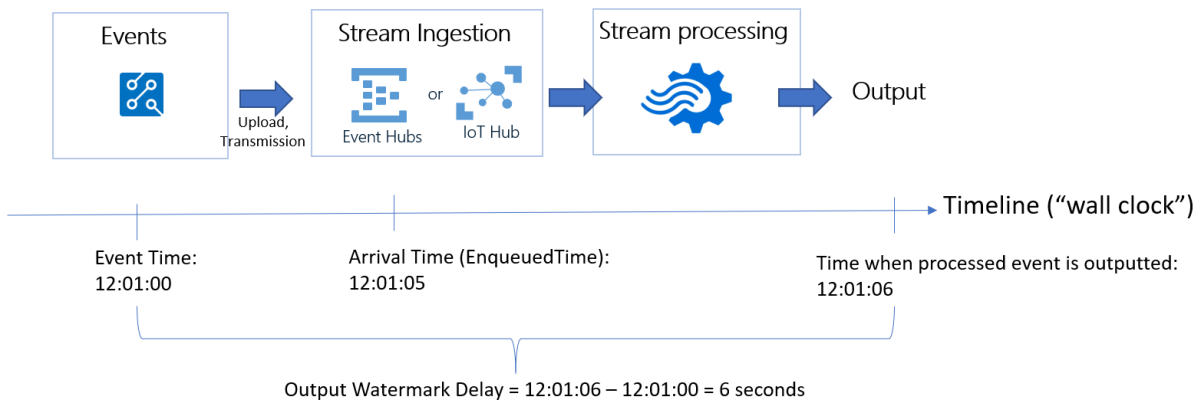 Events
Stream Ingestion
Stream processing
Upload,
Transmission
or
Event Hubs
IoT Hub
Output
Timeline (“wall clock”)
Event Time:
12:01:00
Arrival Time (EnqueuedTime):
12:01:05
Time when processed event is outputted:
12:01:06
Output Watermark Delay = 12:01:06 – 12:01:00 = 6 seconds